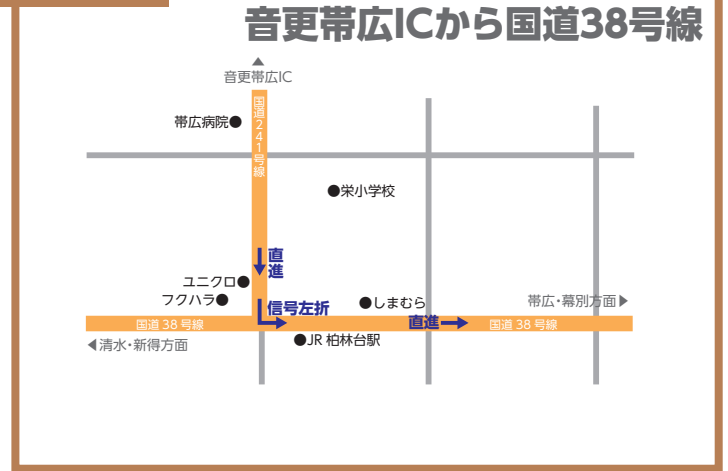 音更帯広ICから国道38号線
▲
音更帯広IC
帯広病院●
国道241号線
●栄小学校
直進
ユニクロ●
フクハラ●
信号左折
●しまむら
帯広・幕別方面▶
国道38号線
直進
国道38号線
◀清水・新得方面
●JR 柏林台駅